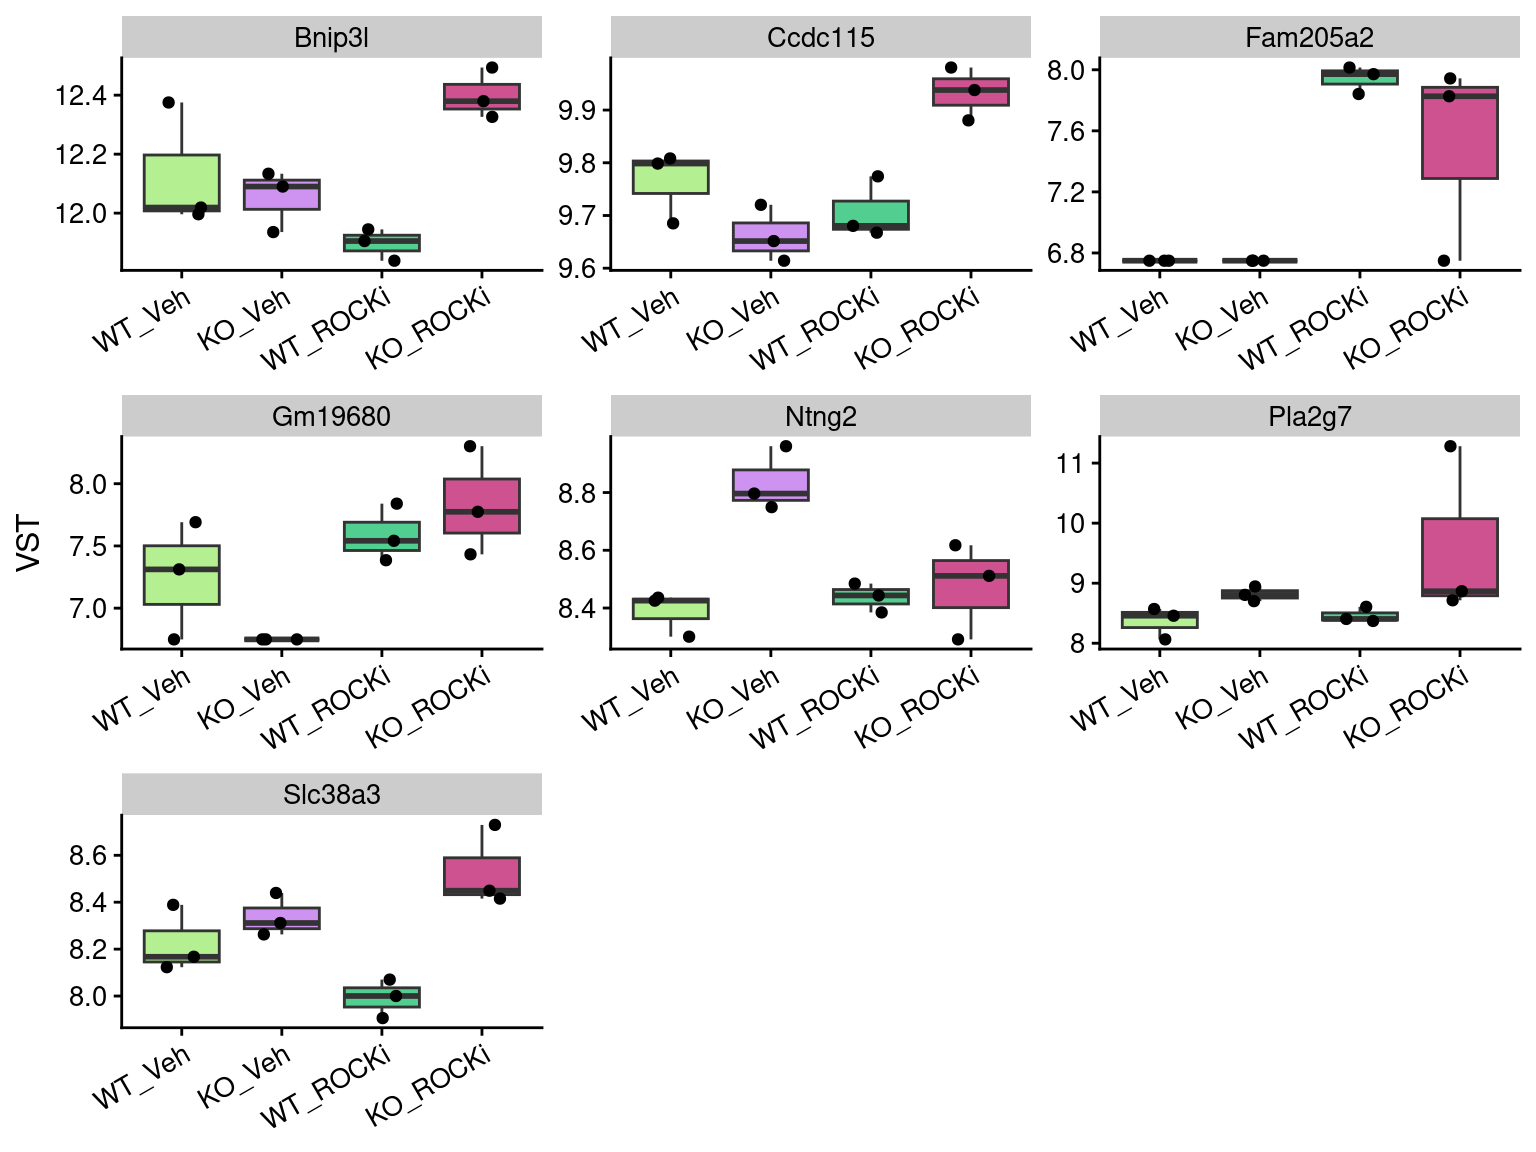 Bnip3l Ccdc115 Fam205a2
12.4 9.9 8.0
12.2 9.8 7.6
12.0 9.7 7.2
9.6 6.8
WT_Veh KO_Veh WT_ROCKi KO_ROCKi WT_Veh KO_Veh WT_ROCKi KO_ROCKi WT_Veh KO_Veh WT_ROCKi KO_ROCKi
Gm19680 Ntng2 Pla2g7
VST
8.0 8.8 11
7.5 8.6 10
7.0 8.4 9
8
WT_Veh KO_Veh WT_ROCKi KO_ROCKi WT_Veh KO_Veh WT_ROCKi KO_ROCKi WT_Veh KO_Veh WT_ROCKi KO_ROCKi
Slc38a3
8.6
8.4
8.2
8.0
WT_Veh KO_Veh WT_ROCKi KO_ROCKi